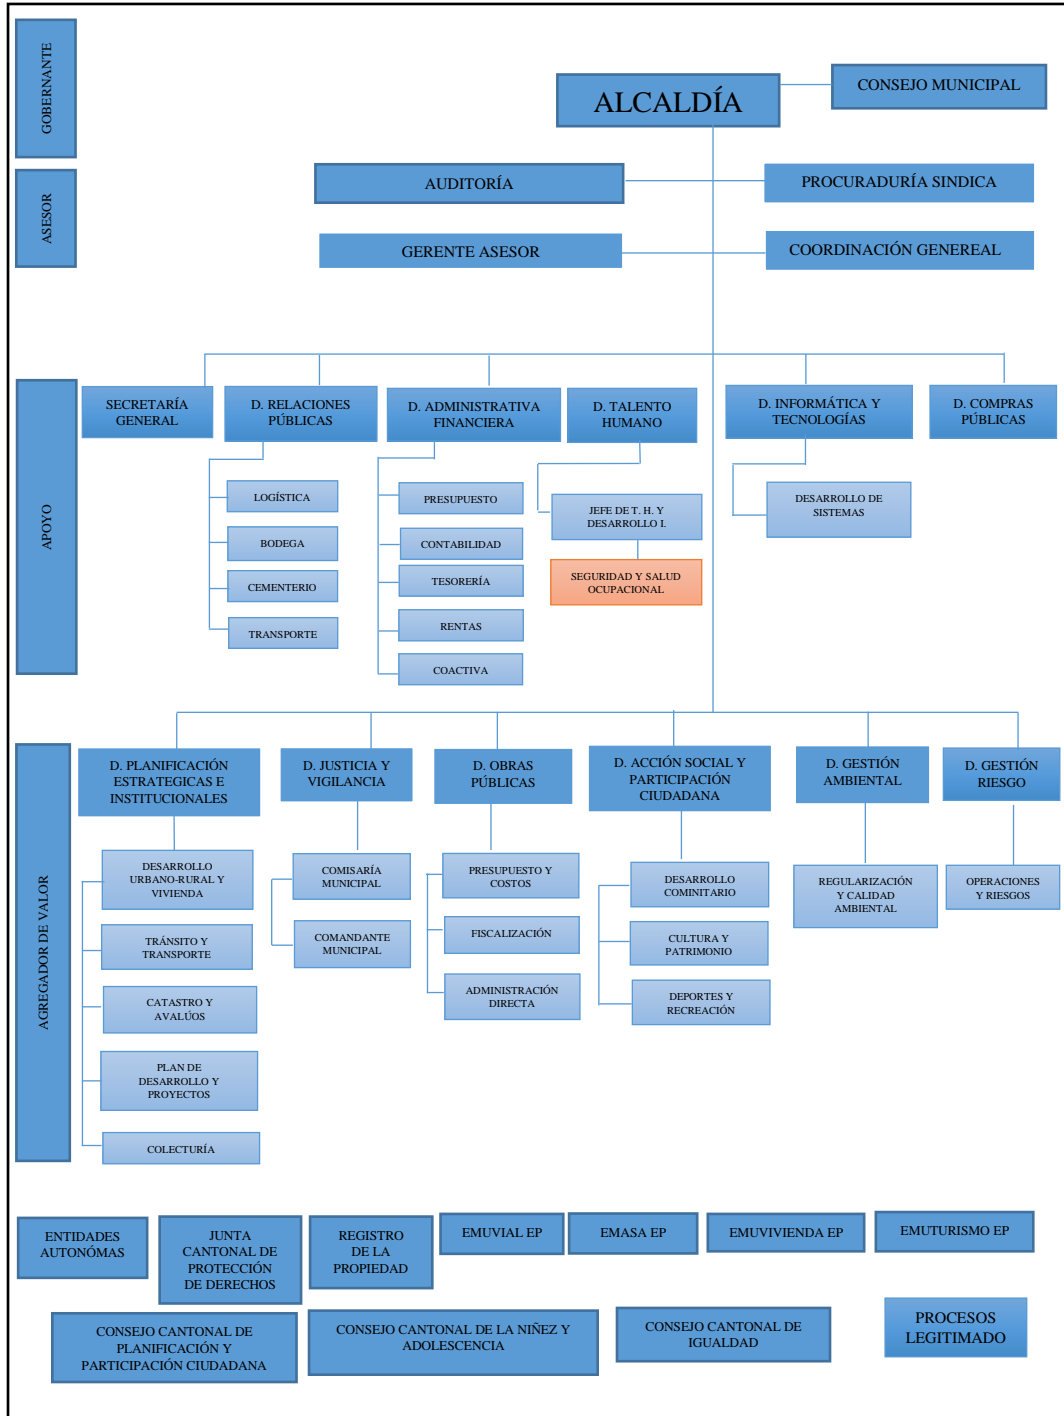 GOBERNANTE
ALCALDÍA
CONSEJO MUNICIPAL
ASESOR
AUDITORÍA
PROCURADURÍA SINDICA
GERENTE ASESOR
COORDINACIÓN GENEREAL
APOYO
SECRETARÍA
GENERAL
D. RELACIONES
PÚBLICAS
D. ADMINISTRATIVA
FINANCIERA
D. TALENTO
HUMANO
D. INFORMÁTICA Y
TECNOLOGÍAS
D. COMPRAS
PÚBLICAS
LOGÍSTICA
BODEGA
CEMENTERIO
TRANSPORTE
PRESUPUESTO
CONTABILIDAD
TESORERÍA
RENTAS
COACTIVA
JEFE DE T. H. Y
DESARROLLO I.
SEGURIDAD Y SALUD
OCUPACIONAL
DESARROLLO DE
SISTEMAS
AGREGADOR DE VALOR
D. PLANIFICACIÓN
ESTRATEGICAS E
INSTITUCIONALES
D. JUSTICIA Y
VIGILANCIA
D. OBRAS
PÚBLICAS
D. ACCIÓN SOCIAL Y
PARTICIPACIÓN
CIUDADANA
D. GESTIÓN
AMBIENTAL
D. GESTIÓN
RIESGO
DESARROLLO
URBANO-RURAL Y
VIVIENDA
TRÁNSITO Y
TRANSPORTE
CATASTRO Y
AVALÚOS
PLAN DE
DESARROLLO Y
PROYECTOS
COLECTURÍA
COMISARÍA
MUNICIPAL
COMANDANTE
MUNICIPAL
PRESUPUESTO Y
COSTOS
FISCALIZACIÓN
ADMINISTRACIÓN
DIRECTA
DESARROLLO
COMINITARIO
CULTURA Y
PATRIMONIO
DEPORTES Y
RECREACIÓN
REGULARIZACIÓN
Y CALIDAD
AMBIENTAL
OPERACIONES
Y RIESGOS
ENTIDADES
AUTONÓMAS
JUNTA
CANTONAL DE
PROTECCIÓN
DE DERECHOS
REGISTRO
DE LA
PROPIEDAD
EMUVIAL EP
EMASA EP
EMUVIVIENDA EP
EMUTURISMO EP
CONSEJO CANTONAL DE
PLANIFICACIÓN Y
PARTICIPACIÓN CIUDADANA
CONSEJO CANTONAL DE LA NIÑEZ Y
ADOLESCENCIA
CONSEJO CANTONAL DE
IGUALDAD
PROCESOS
LEGITIMADO